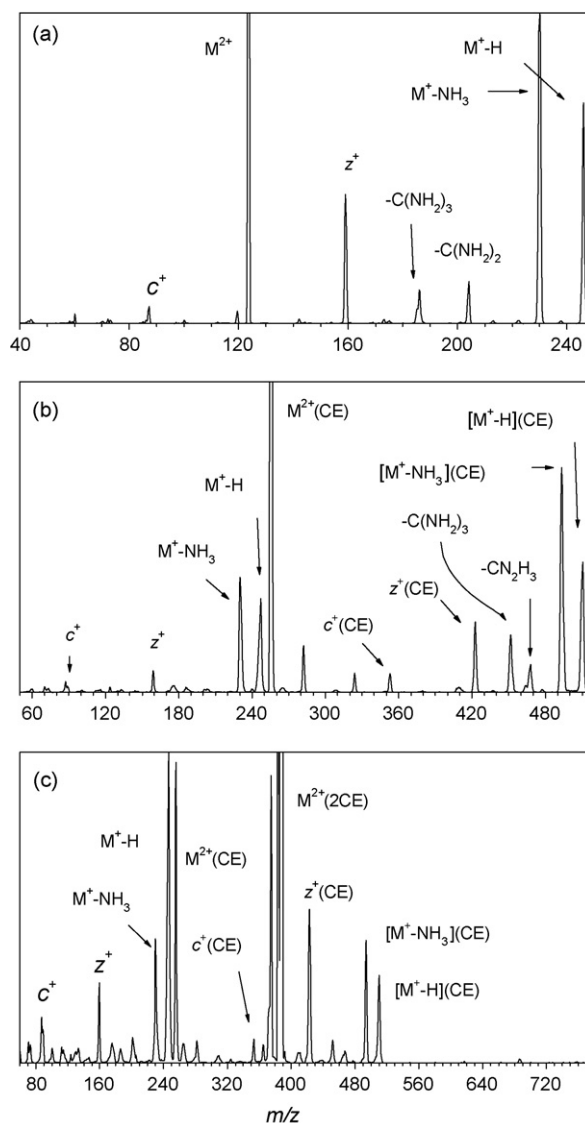 (a)
M²⁺
M⁺-H
M⁺-NH₃
z⁺
-C(NH₂)₃
-C(NH₂)₂
c⁺
40 80 120 160 200 240
(b)
M²⁺(CE)
[M⁺-H](CE)
[M⁺-NH₃](CE)
M⁺-H
-C(NH₂)₃
M⁺-NH₃
-CN₂H₃
z⁺(CE)
c⁺(CE)
c⁺
z⁺
60 120 180 240 300 360 420 480
(c)
M²⁺(2CE)
M⁺-H
M²⁺(CE)
z⁺(CE)
M⁺-NH₃
c⁺(CE)
[M⁺-NH₃](CE)
z⁺
[M⁺-H](CE)
c⁺
80 160 240 320 400 480 560 640 720
m/z